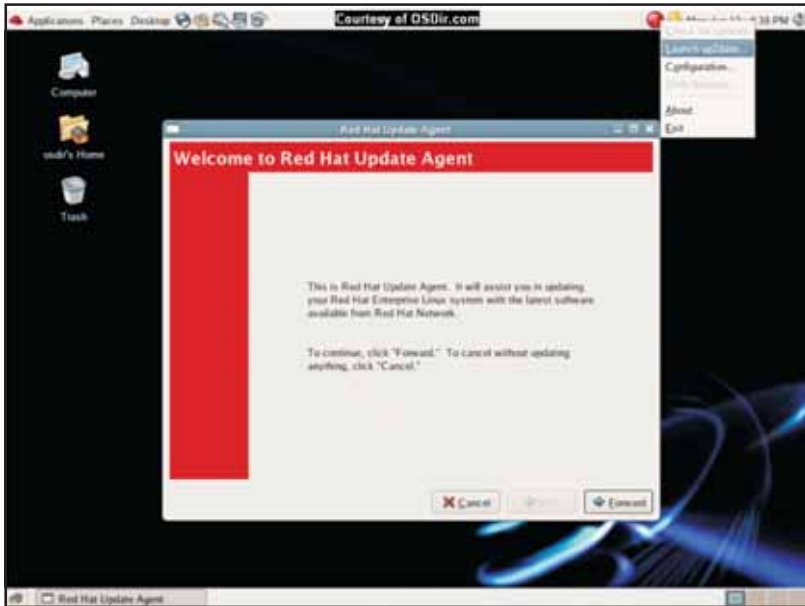 Applications Places Desktop
Courtesy of OSDir.com
38 PM
Launch up2date...
Configuration...
About
Exit
Computer
osdir's Home
Trash
Red Hat Update Agent
Welcome to Red Hat Update Agent
This is Red Hat Update Agent. It will assist you in updating
your Red Hat Enterprise Linux system with the latest software
available from Red Hat Network.
To continue, click "Forward." To cancel without updating
anything, click "Cancel."
Cancel
Forward
Red Hat Update Agent